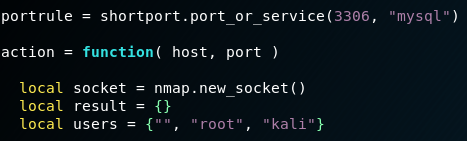 portrule = shortport.port_or_service(3306, "mysql")
action = function( host, port )
local socket = nmap.new_socket()
local result = {}
local users = {"", "root", "kali"}